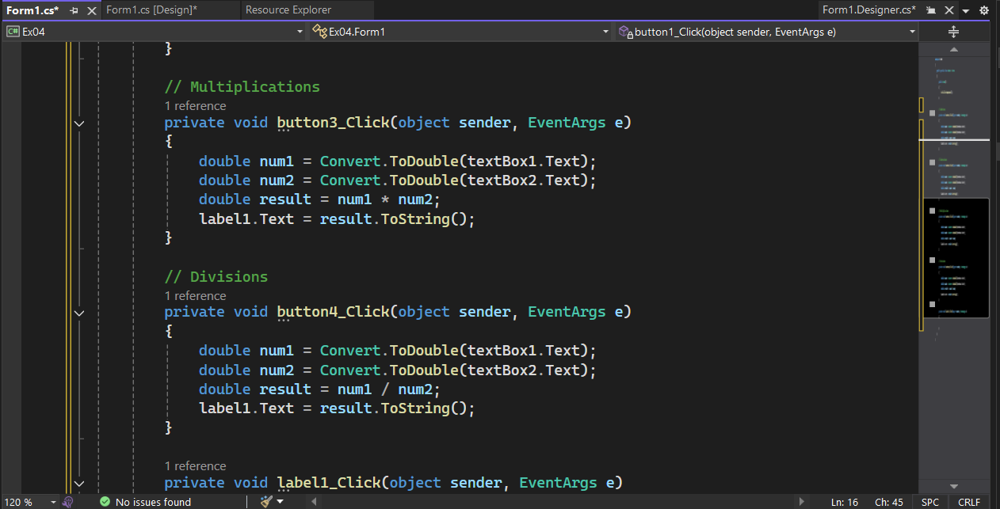 Form1.cs* Form1.cs [Design]* Resource Explorer Form1.Designer.cs*
C# Ex04 Ex04.Form1 button1_Click(object sender, EventArgs e)
}
// Multiplications
1 reference
private void button3_Click(object sender, EventArgs e)
{
double num1 = Convert.ToDouble(textBox1.Text);
double num2 = Convert.ToDouble(textBox2.Text);
double result = num1 * num2;
label1.Text = result.ToString();
}
// Divisions
1 reference
private void button4_Click(object sender, EventArgs e)
{
double num1 = Convert.ToDouble(textBox1.Text);
double num2 = Convert.ToDouble(textBox2.Text);
double result = num1 / num2;
label1.Text = result.ToString();
}
1 reference
private void label1_Click(object sender, EventArgs e)
120 % No issues found Ln: 16 Ch: 45 SPC CRLF